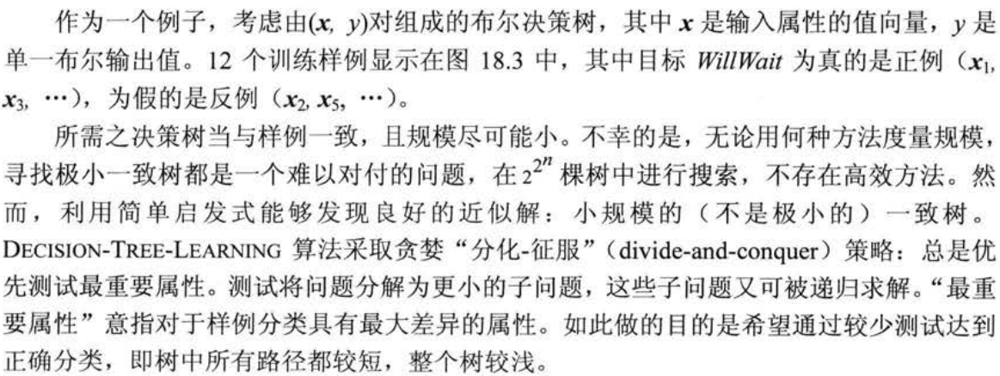 作为一个例子，考虑由(x, y)对组成的布尔决策树，其中 x 是输入属性的值向量，y 是
单一布尔输出值。12 个训练样例显示在图 18.3 中，其中目标 WillWait 为真的是正例（x₁,
x₃, …），为假的是反例（x₂, x₅, …）。
所需之决策树当与样例一致，且规模尽可能小。不幸的是，无论用何种方法度量规模，
寻找极小一致树都是一个难以对付的问题，在 2^2^n 棵树中进行搜索，不存在高效方法。然
而，利用简单启发式能够发现良好的近似解：小规模的（不是极小的）一致树。
DECISION-TREE-LEARNING 算法采取贪婪“分化-征服”（divide-and-conquer）策略：总是优
先测试最重要属性。测试将问题分解为更小的子问题，这些子问题又可被递归求解。“最重
要属性”意指对于样例分类具有最大差异的属性。如此做的目的是希望通过较少测试达到
正确分类，即树中所有路径都较短，整个树较浅。